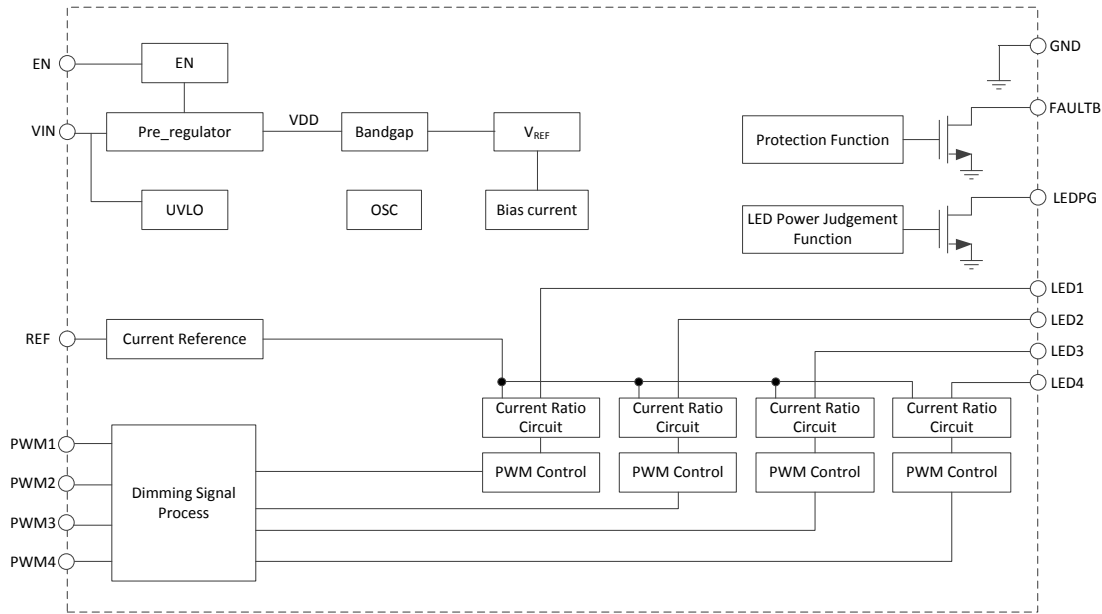 EN
EN
GND
VIN
Pre_regulator
VDD
Bandgap
VREF
FAULTB
Protection Function
UVLO
OSC
Bias current
LEDPG
LED Power Judgement
Function
LED1
LED2
LED3
LED4
REF
Current Reference
Current Ratio
Circuit
Current Ratio
Circuit
Current Ratio
Circuit
Current Ratio
Circuit
PWM Control
PWM Control
PWM Control
PWM Control
PWM1
PWM2
PWM3
PWM4
Dimming Signal
Process